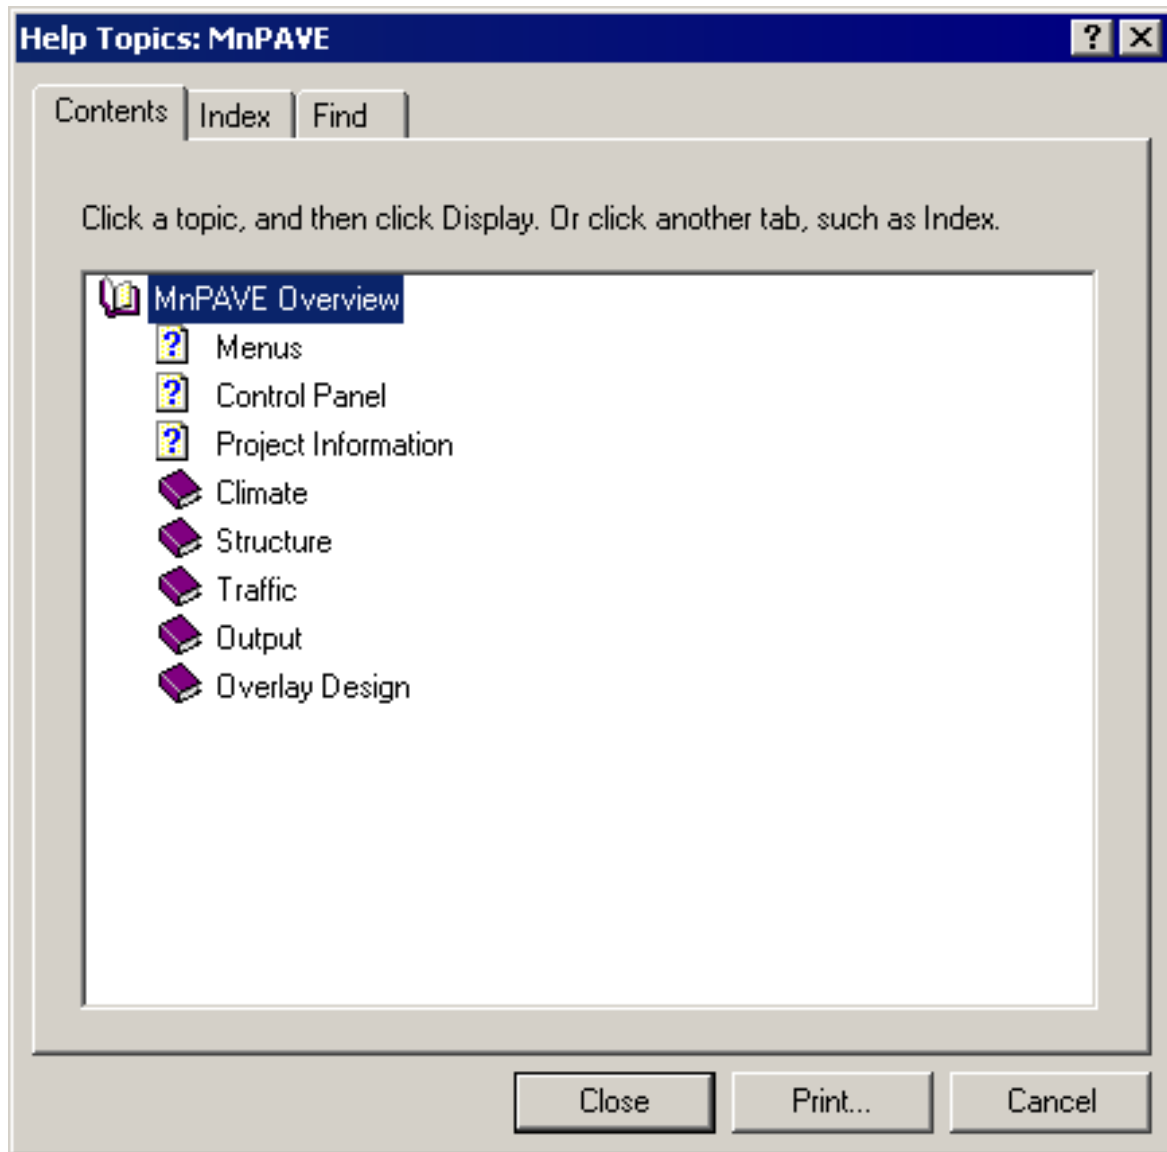 Help Topics: MnPAVE
Contents Index Find
Click a topic, and then click Display. Or click another tab, such as Index.
MnPAVE Overview
Menus
Control Panel
Project Information
Climate
Structure
Traffic
Output
Overlay Design
Close Print... Cancel